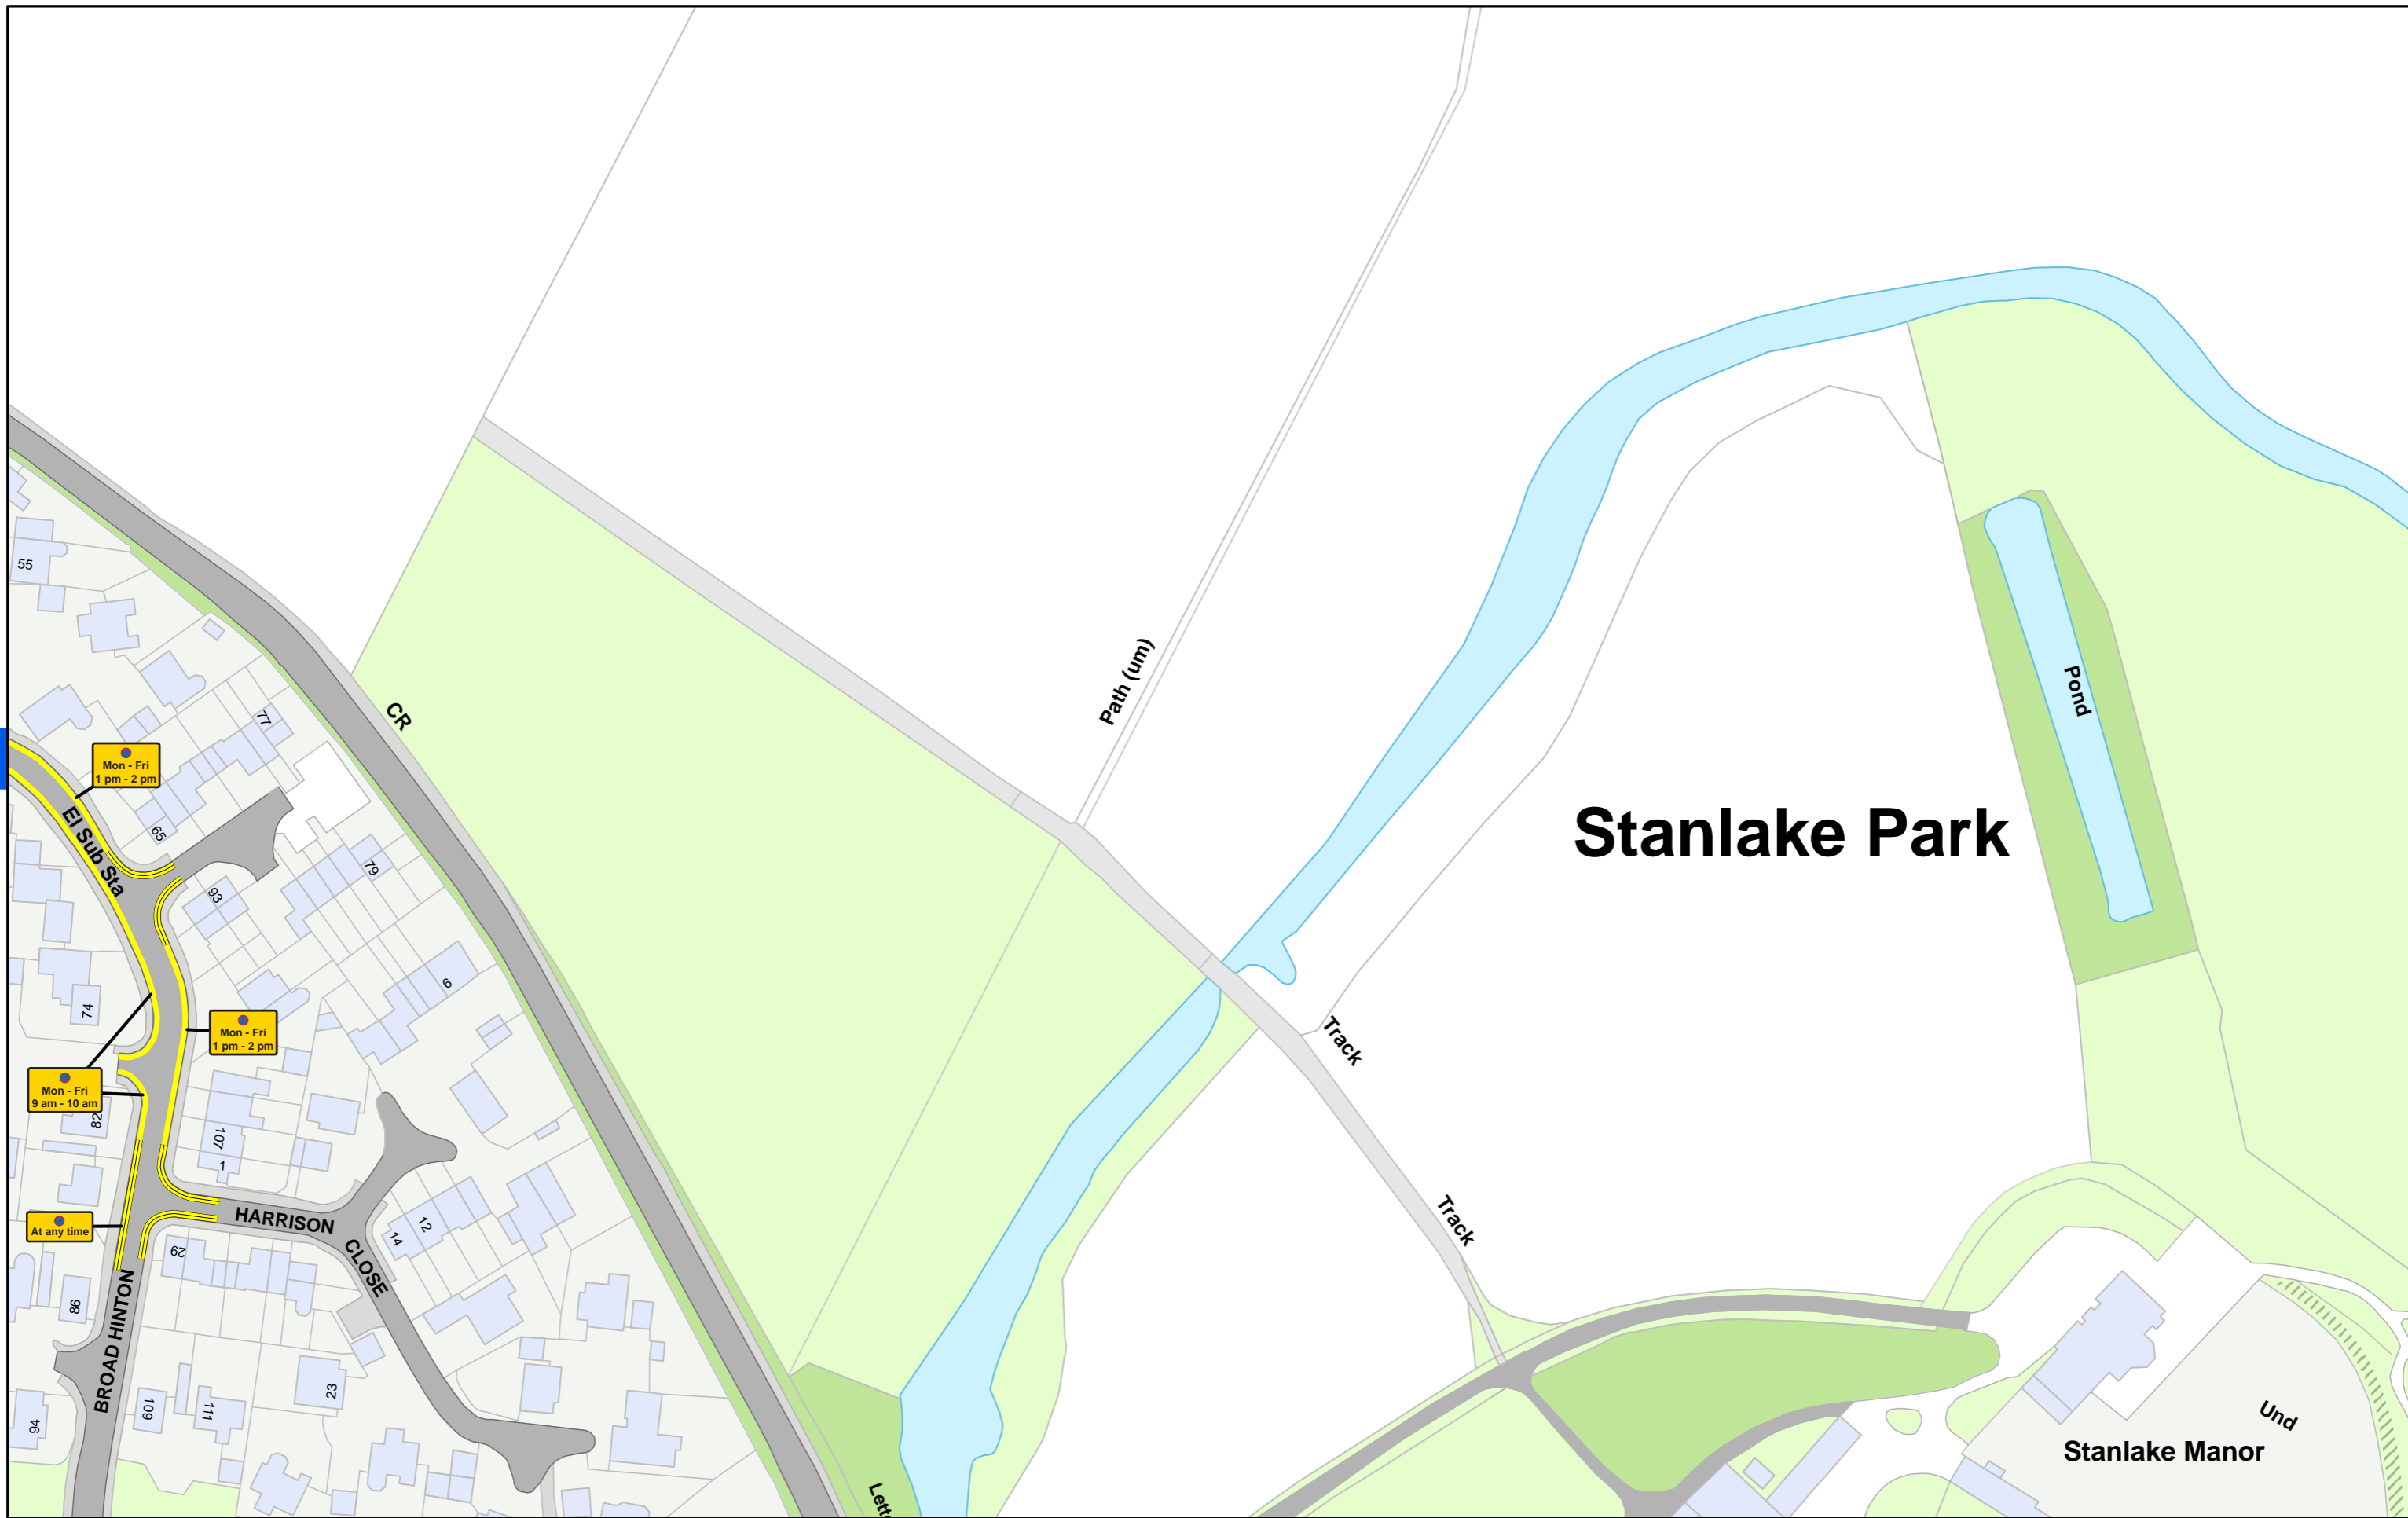 55
CR
77
Mon - Fri
1 pm - 2 pm
65
El Sub Sta
93
79
6
74
Mon - Fri
1 pm - 2 pm
Mon - Fri
9 am - 10 am
82
107
1
At any time
HARRISON
CLOSE
12
14
29
86
BROAD HINTON
23
109
111
94
Path (um)
Pond
Stanlake Park
Track
Track
Und
Stanlake Manor